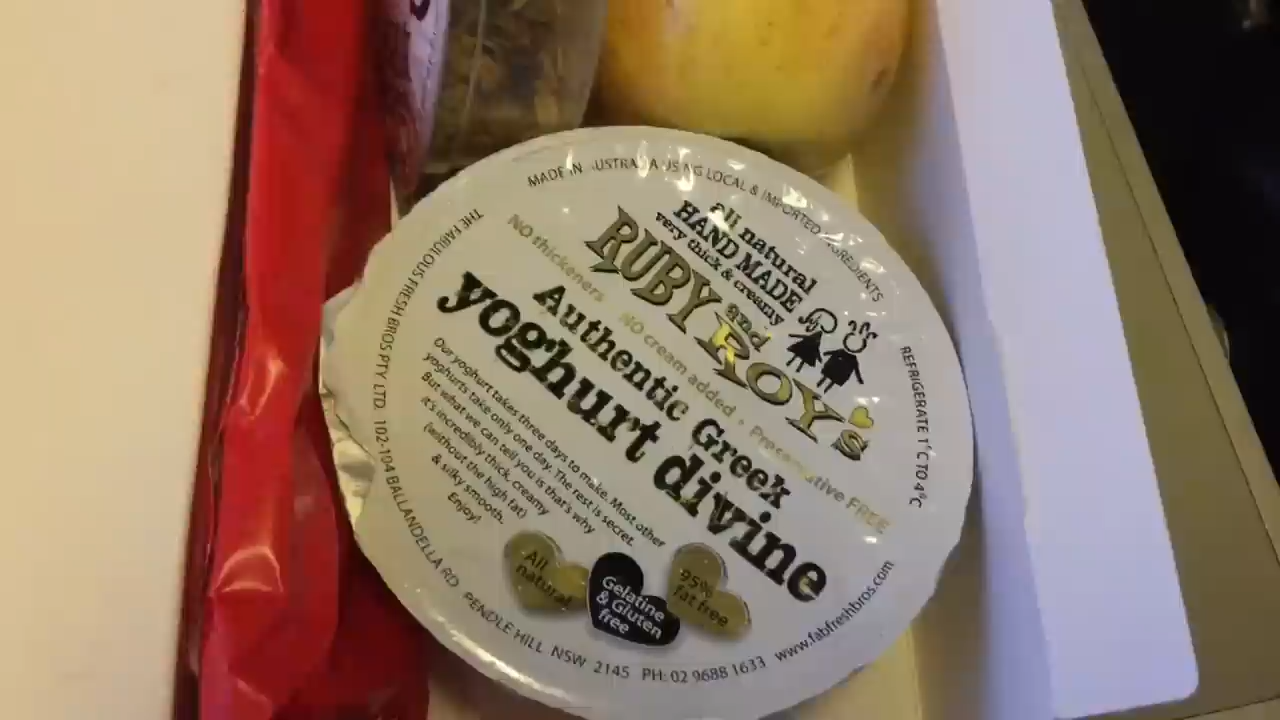 MADE IN AUSTRALIA USING LOCAL & IMPORTED INGREDIENTS
all natural
HAND MADE
very thick & creamy
RUBY and ROY's
NO thickeners NO cream added . Preservative FREE
Authentic Greek
yoghurt divine
Our yoghurt takes three days to make. Most other
yoghurts take only one day. The rest is secret.
But what we can tell you is that's why
it's incredibly thick, creamy
(without the high fat)
& silky smooth.
Enjoy!
All
natural
Gelatine
& Gluten
free
95%
fat free
REFRIGERATE 1°C TO 4°C
THE FABULOUS FRESH BROS PTY LTD. 102-104 BALLANDELLA RD PENDLE HILL NSW 2145 PH: 02 9688 1633 www.fabfreshbros.com